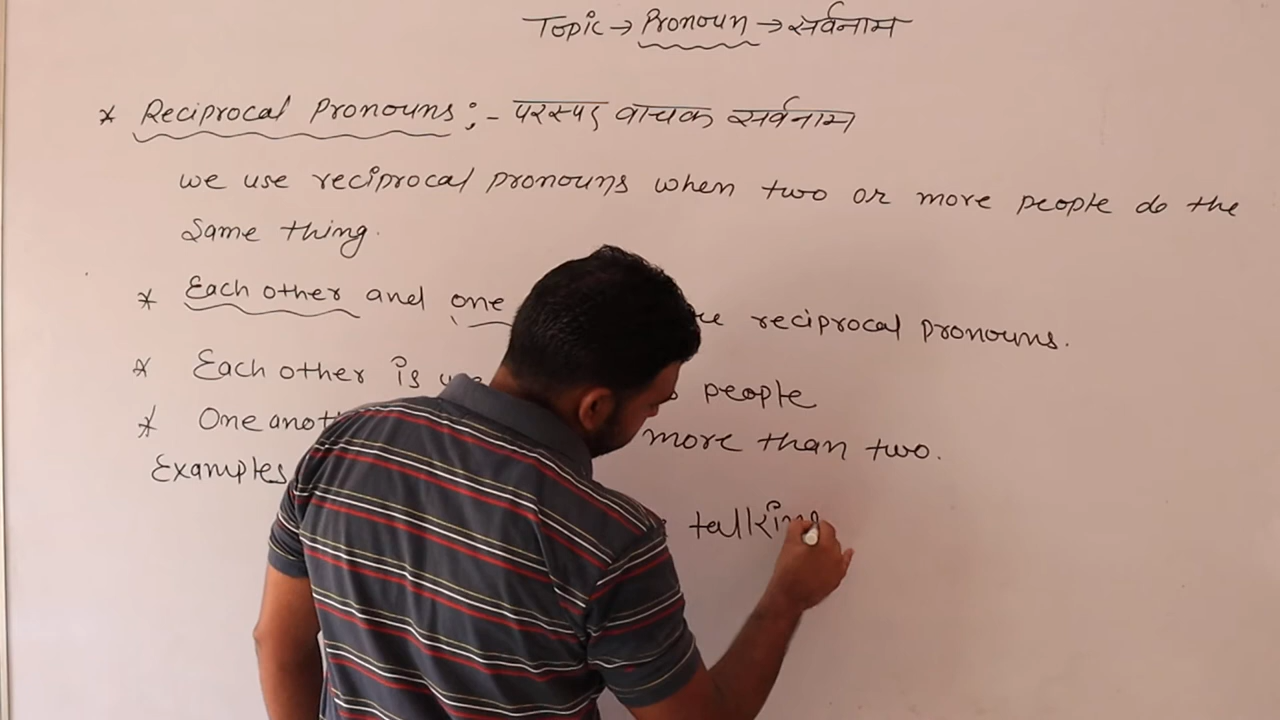 Topic → Pronoun → सर्वनाम
* Reciprocal Pronouns ;- परस्पर वाचक सर्वनाम
we use reciprocal pronouns when two or more people do the
same thing.
* Each other and one reciprocal pronouns.
* Each other is people
* One more than two.
Examples
talking